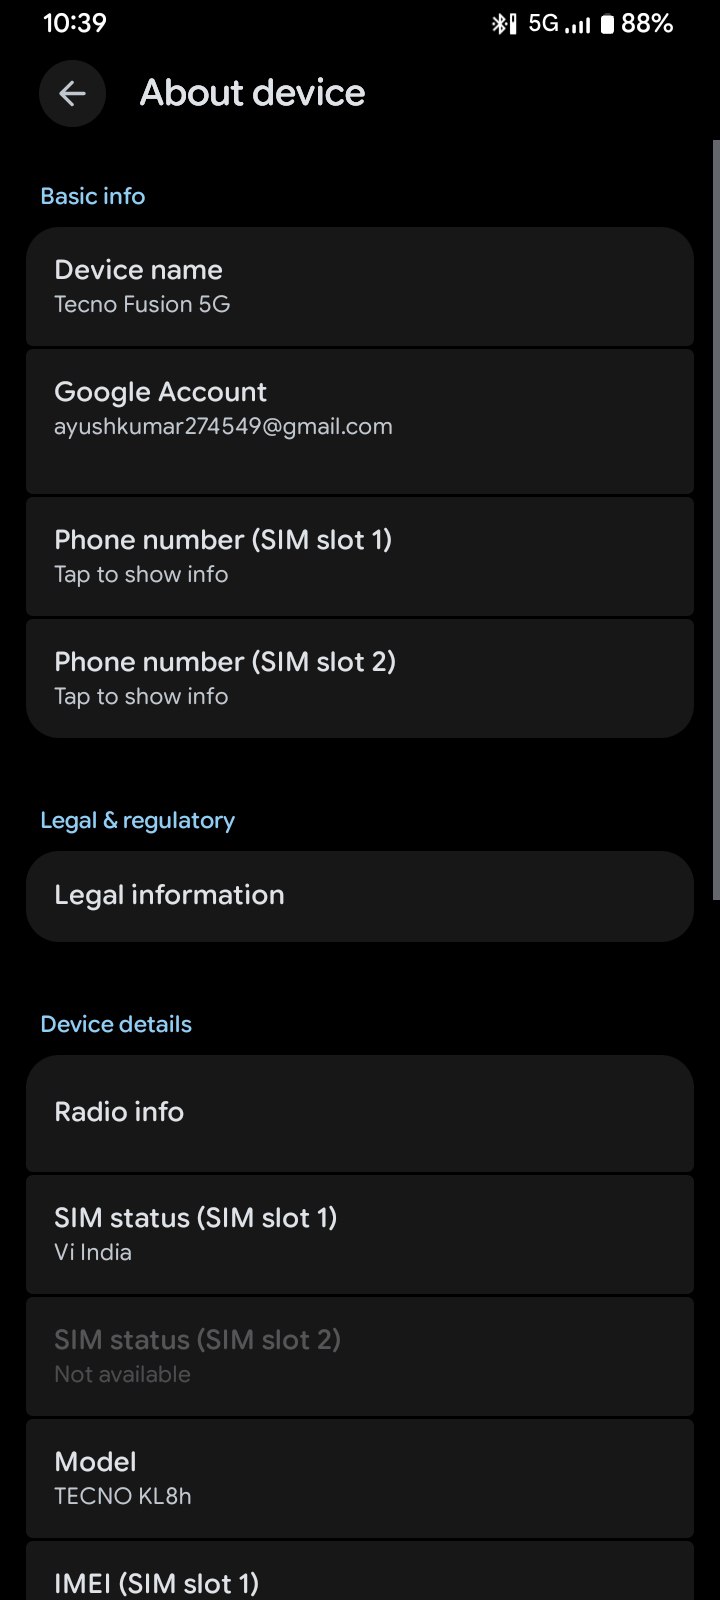 10:39
5G 88%
About device
Basic info
Device name
Tecno Fusion 5G
Google Account
ayushkumar274549@gmail.com
Phone number (SIM slot 1)
Tap to show info
Phone number (SIM slot 2)
Tap to show info
Legal & regulatory
Legal information
Device details
Radio info
SIM status (SIM slot 1)
Vi India
SIM status (SIM slot 2)
Not available
Model
TECNO KL8h
IMEI (SIM slot 1)